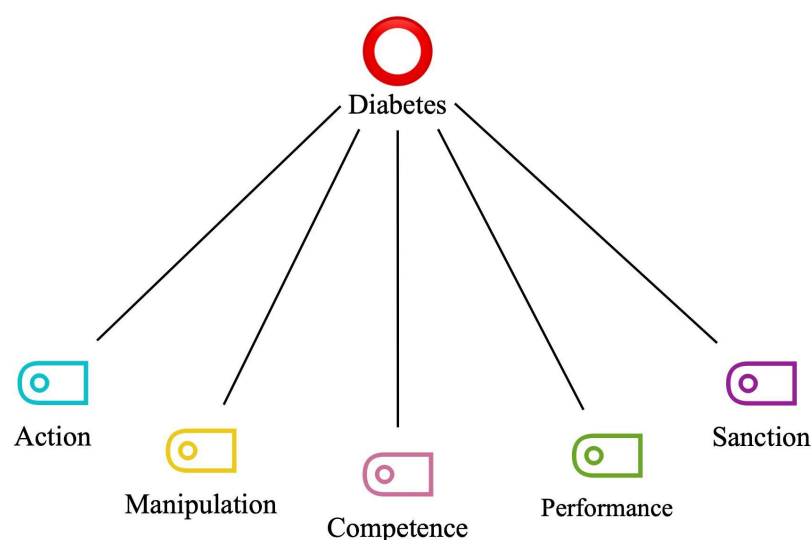 Diabetes
Action
Manipulation
Competence
Performance
Sanction